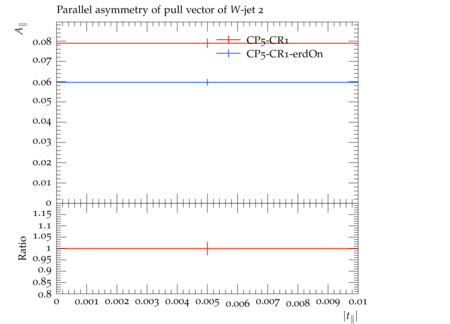 Parallel asymmetry of pull vector of W-jet 2
A∥
CP5-CR1
CP5-CR1-erdOn
0.08
0.07
0.06
0.05
0.04
0.03
0.02
0.01
0
Ratio
1.15
1.1
1.05
1
0.95
0.9
0.85
0.8
0 0.001 0.002 0.003 0.004 0.005 0.006 0.007 0.008 0.009 0.01
|t∥|